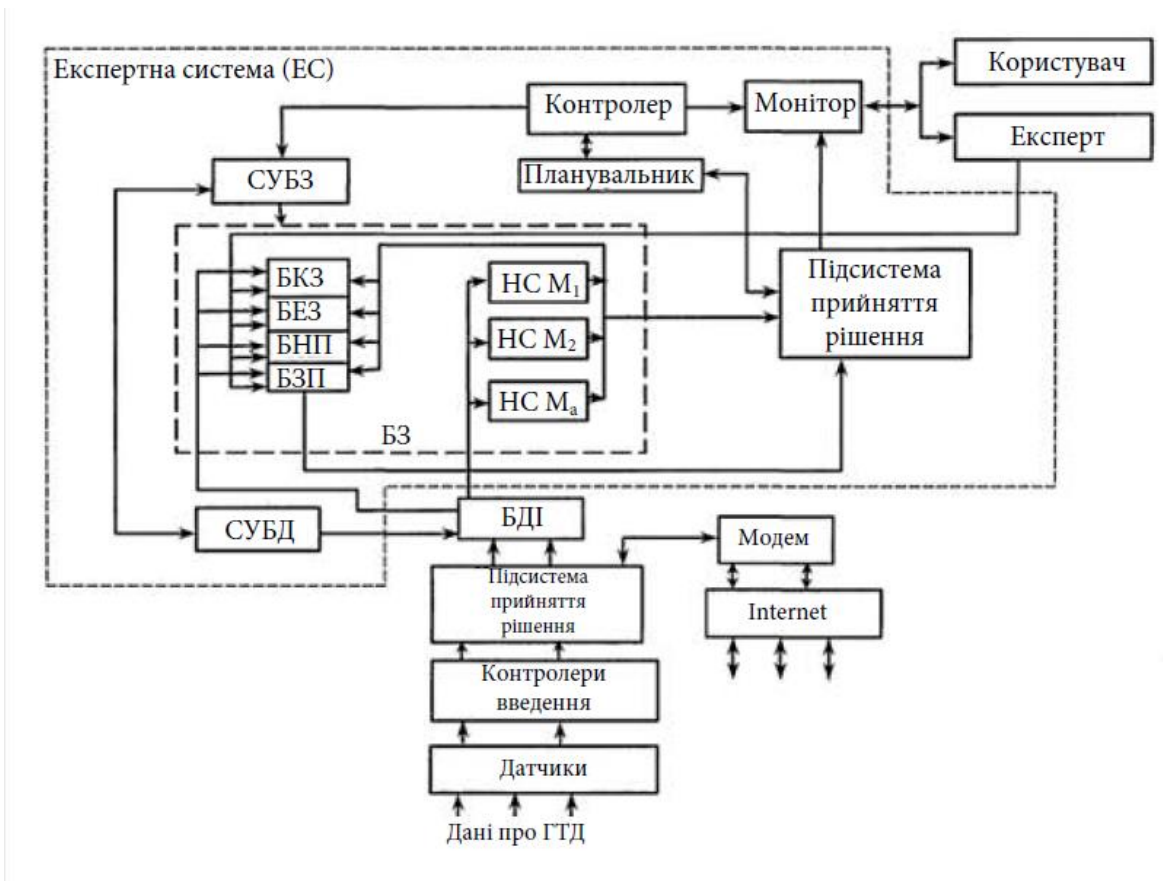 Експертна система (ЕС)
Контролер
Монітор
Користувач
Експерт
СУБЗ
Планувальник
БКЗ
БЕЗ
БНП
БЗП
НС М1
НС М2
НС Ма
БЗ
Підсистема
прийняття
рішення
СУБД
БДІ
Модем
Підсистема
прийняття
рішення
Internet
Контролери
введення
Датчики
Дані про ГТД